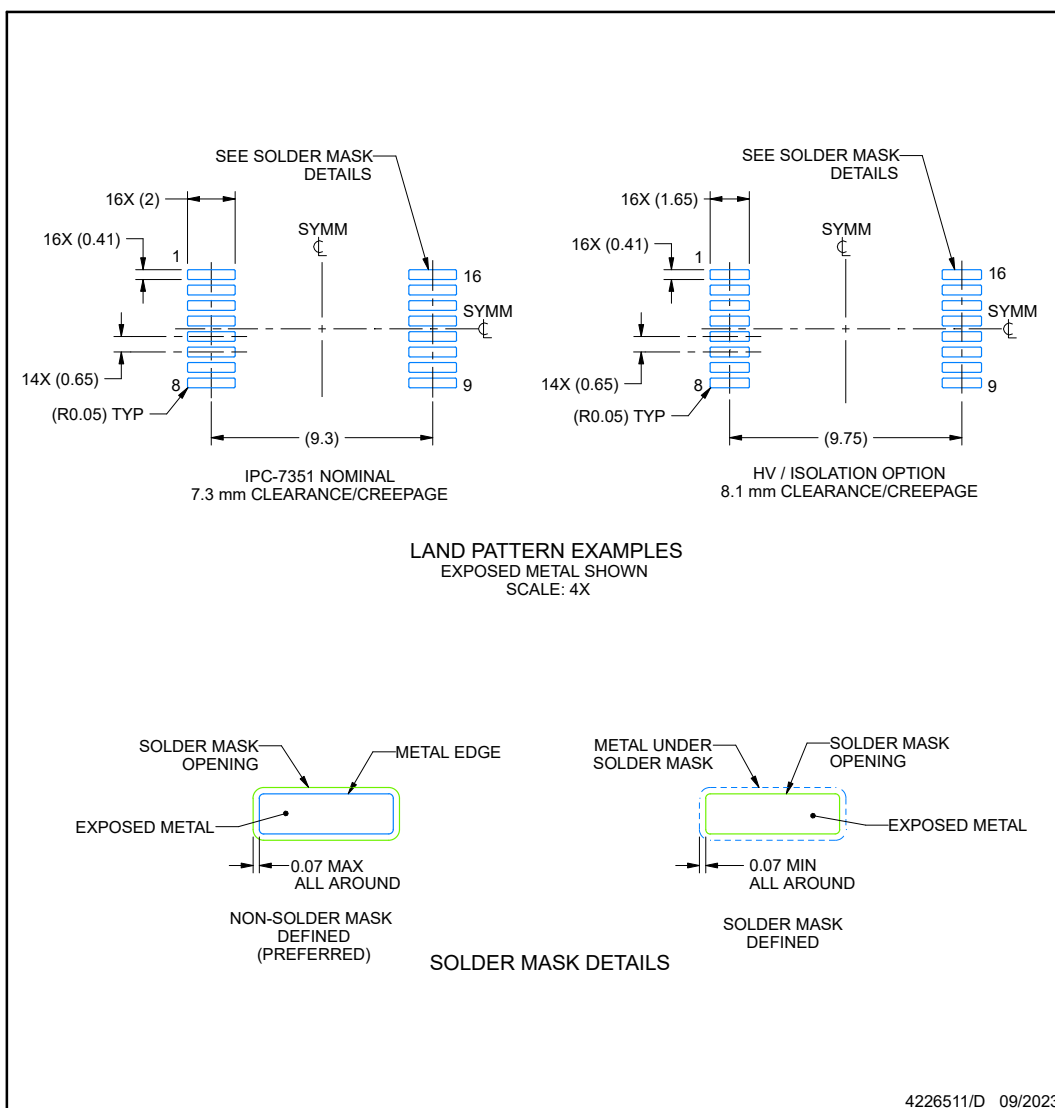 SEE SOLDER MASK
DETAILS
16X (2)
SYMM
℄
16X (0.41)
1
16
SYMM
℄
14X (0.65)
8
9
(R0.05) TYP
(9.3)
IPC-7351 NOMINAL
7.3 mm CLEARANCE/CREEPAGE
SEE SOLDER MASK
DETAILS
16X (1.65)
SYMM
℄
16X (0.41)
1
16
SYMM
℄
14X (0.65)
8
9
(R0.05) TYP
(9.75)
HV / ISOLATION OPTION
8.1 mm CLEARANCE/CREEPAGE
LAND PATTERN EXAMPLES
EXPOSED METAL SHOWN
SCALE: 4X
SOLDER MASK
OPENING
METAL EDGE
EXPOSED METAL
0.07 MAX
ALL AROUND
NON-SOLDER MASK
DEFINED
(PREFERRED)
METAL UNDER
SOLDER MASK
SOLDER MASK
OPENING
EXPOSED METAL
0.07 MIN
ALL AROUND
SOLDER MASK
DEFINED
SOLDER MASK DETAILS
4226511/D 09/2023